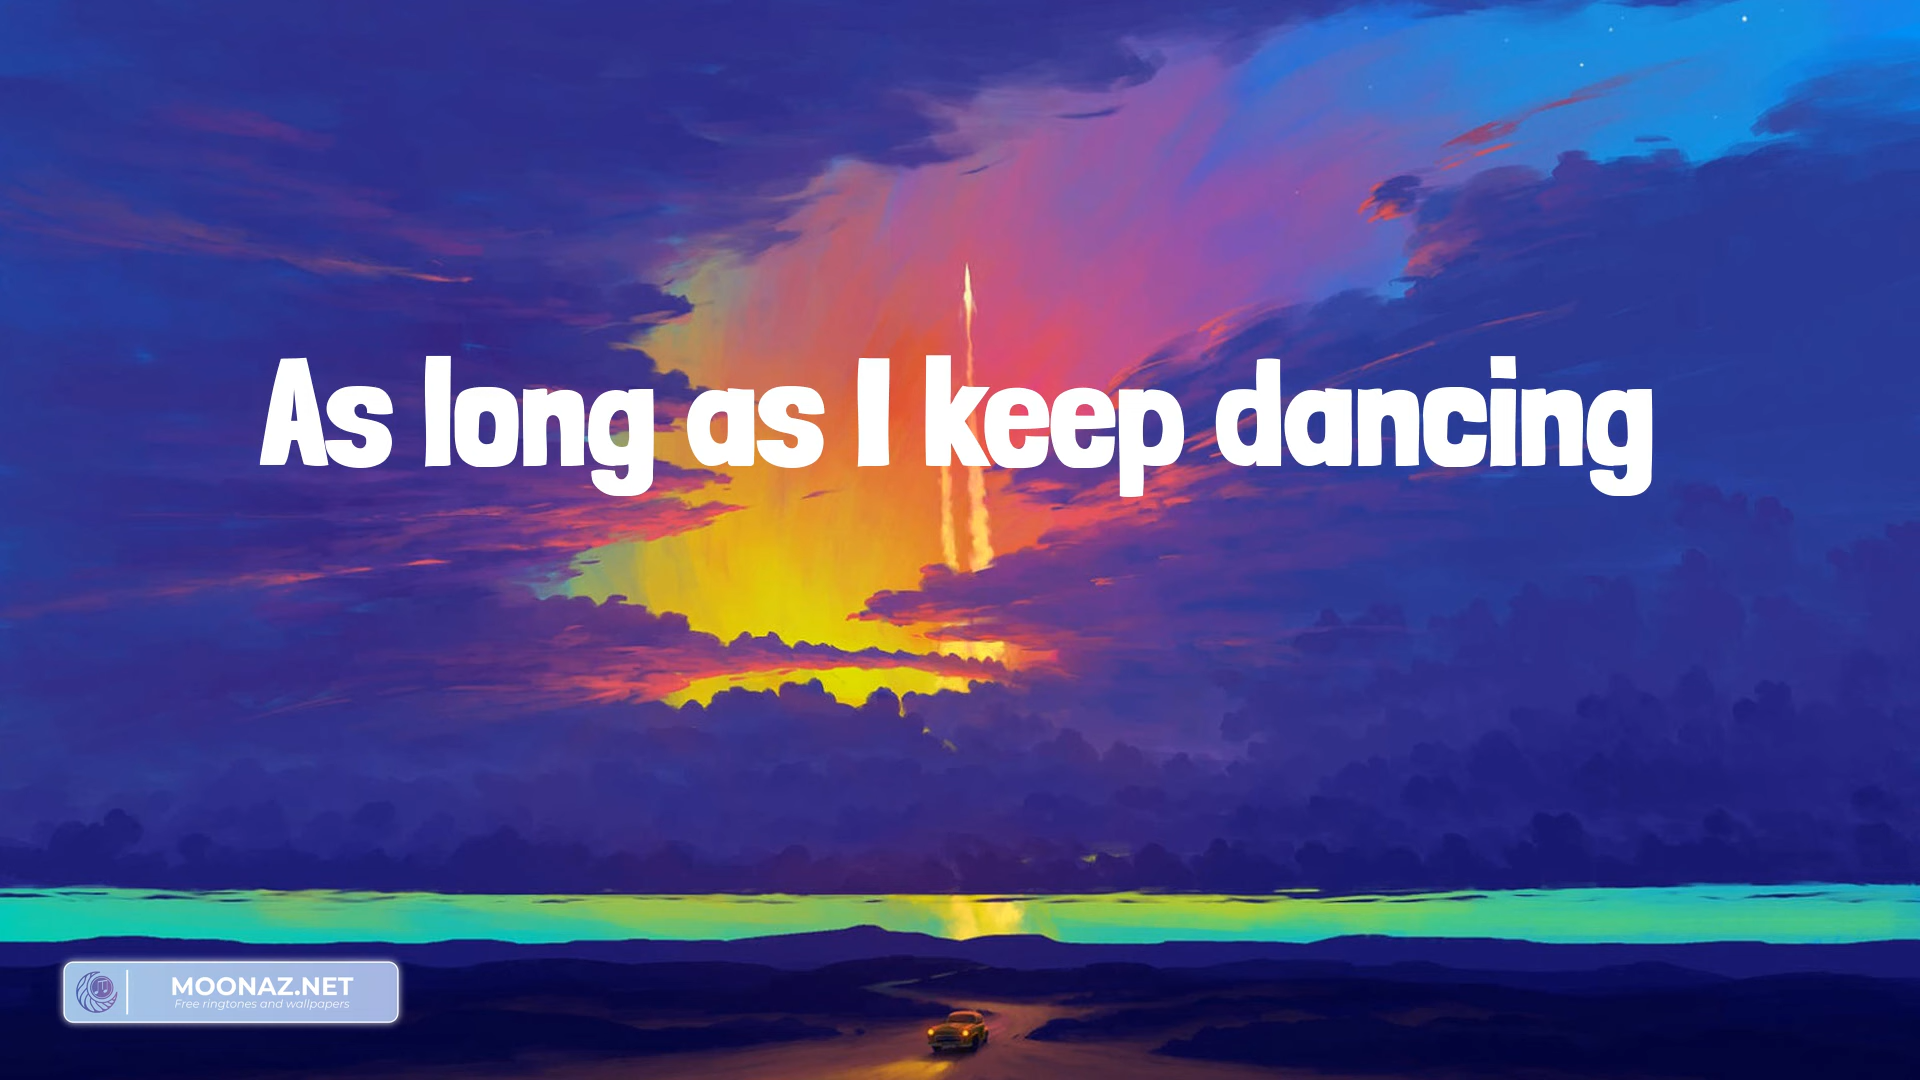 As long as I keep dancing
MOONAZ.NET
Free ringtones and wallpapers